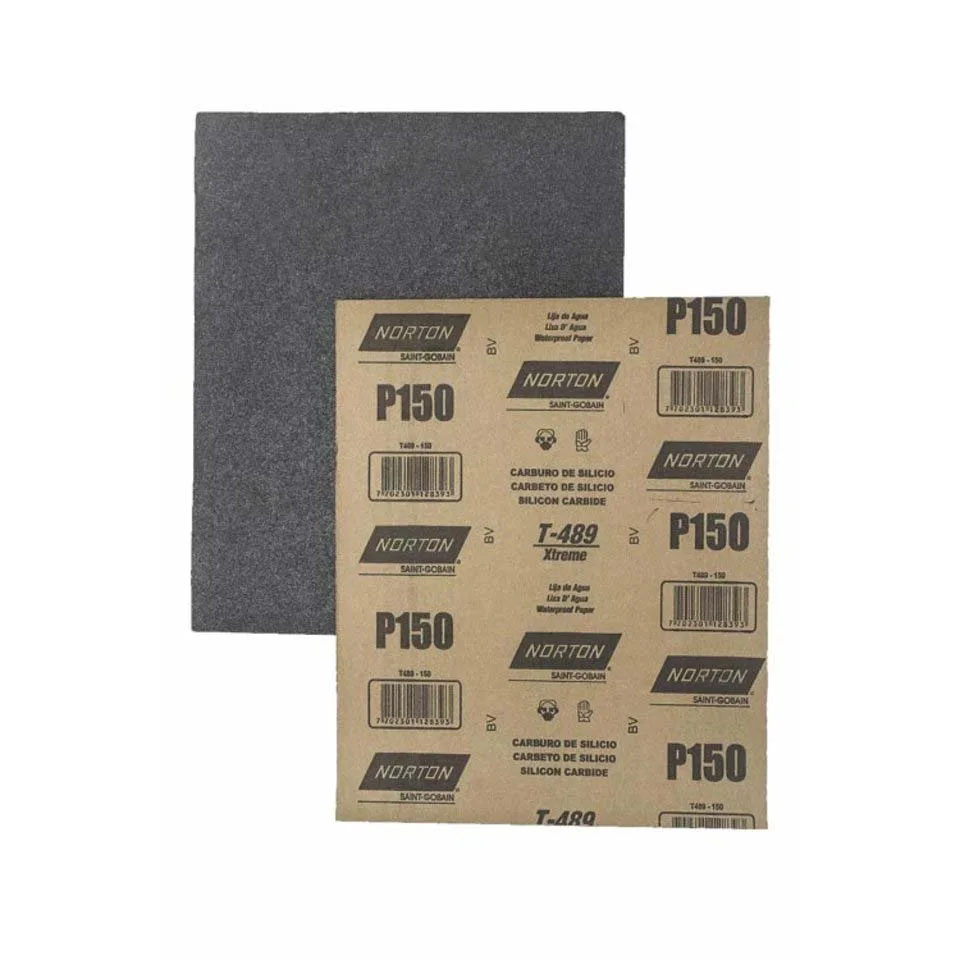 NORTON
SAINT-GOBAIN
P150
T489 - 150
7702301128393
NORTON
SAINT-GOBAIN
P150
T489 - 150
7702301128393
NORTON
SAINT-GOBAIN
BV
BV
BV
Lija de Agua
Lixa D' Agua
Waterproof Paper
NORTON
SAINT-GOBAIN
CARBURO DE SILICIO
CARBETO DE SILICIO
SILICON CARBIDE
T-489
Xtreme
Lija de Agua
Lixa D' Agua
Waterproof Paper
NORTON
SAINT-GOBAIN
CARBURO DE SILICIO
CARBETO DE SILICIO
SILICON CARBIDE
T-489
BV
BV
BV
P150
T489 - 150
7702301128393
NORTON
SAINT-GOBAIN
P150
T489 - 150
7702301128393
NORTON
SAINT-GOBAIN
P150
T489 - 150